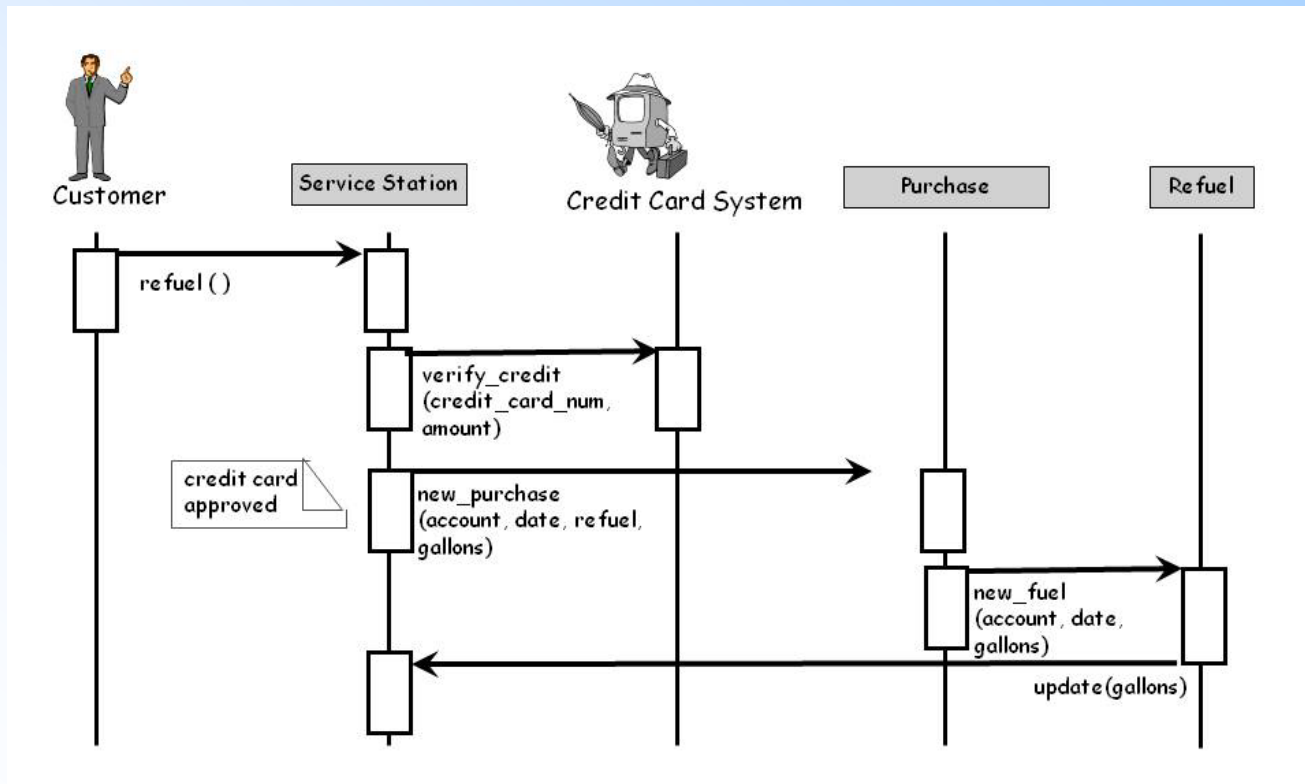 Customer
Service Station
Credit Card System
Purchase
Refuel
refuel ( )
verify_credit
(credit_card_num,
amount)
credit card
approved
new_purchase
(account, date, refuel,
gallons)
new_fuel
(account, date,
gallons)
update(gallons)